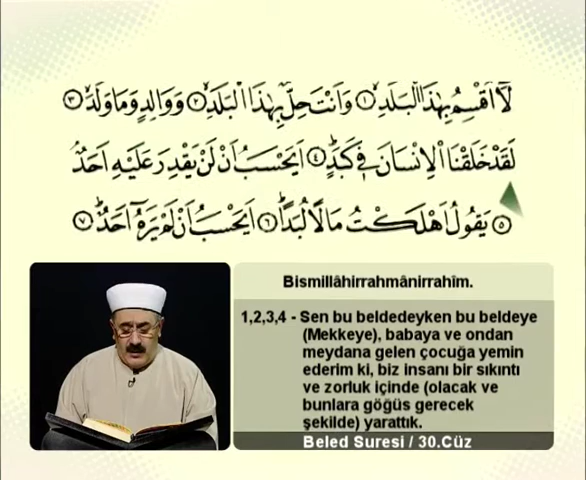 لَا اُقْسِمُ بِهٰذَا الْبَلَدِۙ ﴿١﴾ وَاَنْتَ حِلٌّ بِهٰذَا الْبَلَدِۙ ﴿٢﴾ وَوَالِدٍ وَمَا وَلَدَۙ ﴿٣﴾
لَقَدْ خَلَقْنَا الْاِنْسَانَ ف۪ي كَبَدٍۜ ﴿٤﴾ اَيَحْسَبُ اَنْ لَنْ يَقْدِرَ عَلَيْهِ اَحَدٌۢ
﴿٥﴾ يَقُولُ اَهْلَكْتُ مَالًا لُبَدًاۜ ﴿٦﴾ اَيَحْسَبُ اَنْ لَمْ يَرَهُٓ اَحَدٌۜ ﴿٧﴾
Bismillâhirrahmânirrahîm.
1,2,3,4 - Sen bu beldedeyken bu beldeye
(Mekkeye), babaya ve ondan
meydana gelen çocuğa yemin
ederim ki, biz insanı bir sıkıntı
ve zorluk içinde (olacak ve
bunlara göğüs gerecek
şekilde) yarattık.
Beled Suresi / 30.Cüz